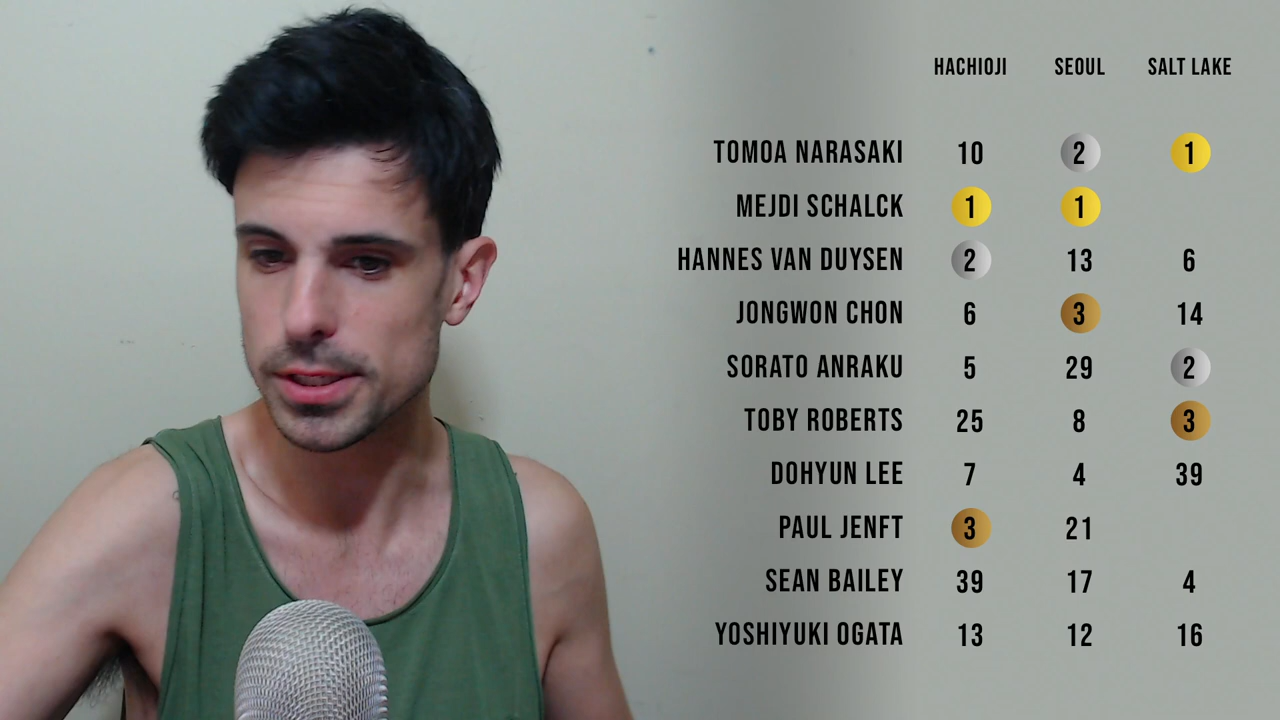 HACHIOJI SEOUL SALT LAKE
TOMOA NARASAKI 10 2 1
MEJDI SCHALCK 1 1
HANNES VAN DUYSEN 2 13 6
JONGWON CHON 6 3 14
SORATO ANRAKU 5 29 2
TOBY ROBERTS 25 8 3
DOHYUN LEE 7 4 39
PAUL JENFT 3 21
SEAN BAILEY 39 17 4
YOSHIYUKI OGATA 13 12 16